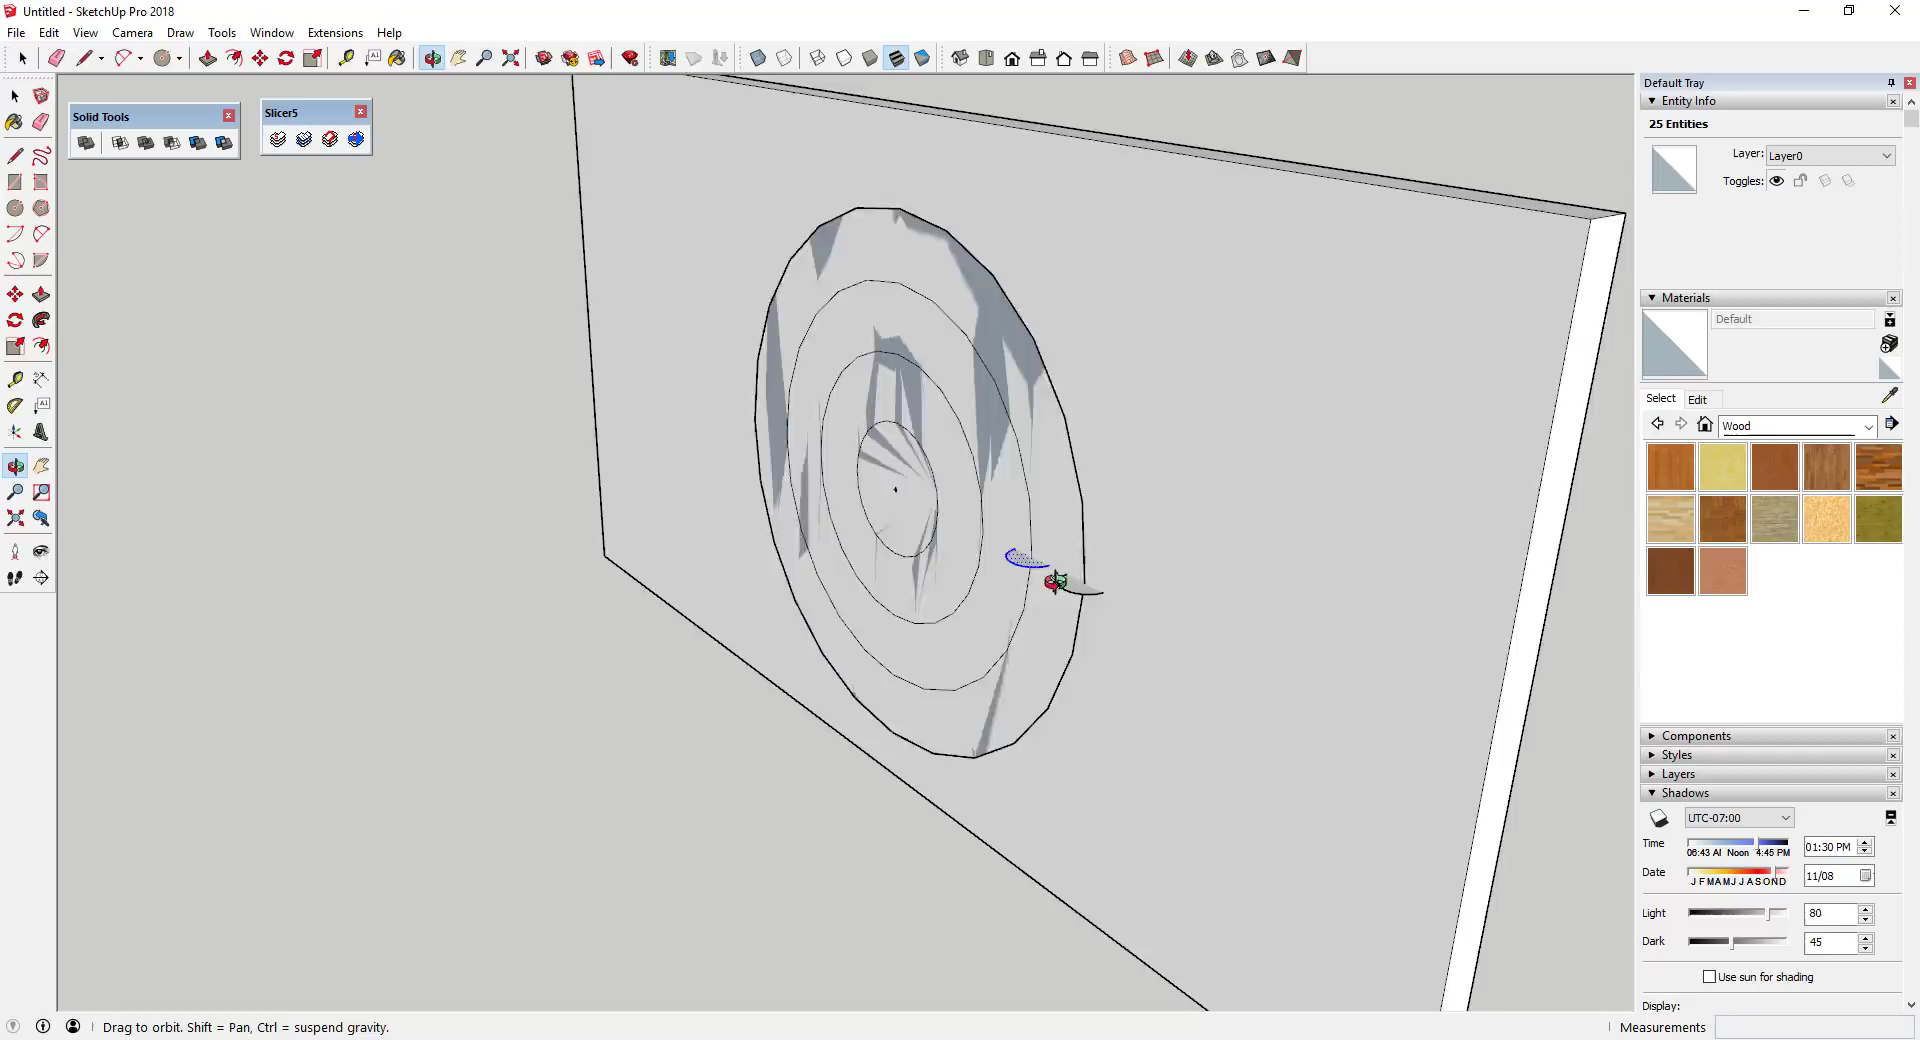 Untitled - SketchUp Pro 2018
File Edit View Camera Draw Tools Window Extensions Help
Default Tray
Entity Info
25 Entities
Solid Tools
Slicer5
Layer: Layer0
Toggles:
Materials
Default
Select Edit
Wood
Components
Styles
Layers
Shadows
UTC-07:00
Time 06:43 AI Noon 4:45 PM 01:30 PM
Date J F M A M J J A S O N D 11/08
Light 80
Dark 45
Use sun for shading
Display:
Drag to orbit. Shift = Pan, Ctrl = suspend gravity.
Measurements